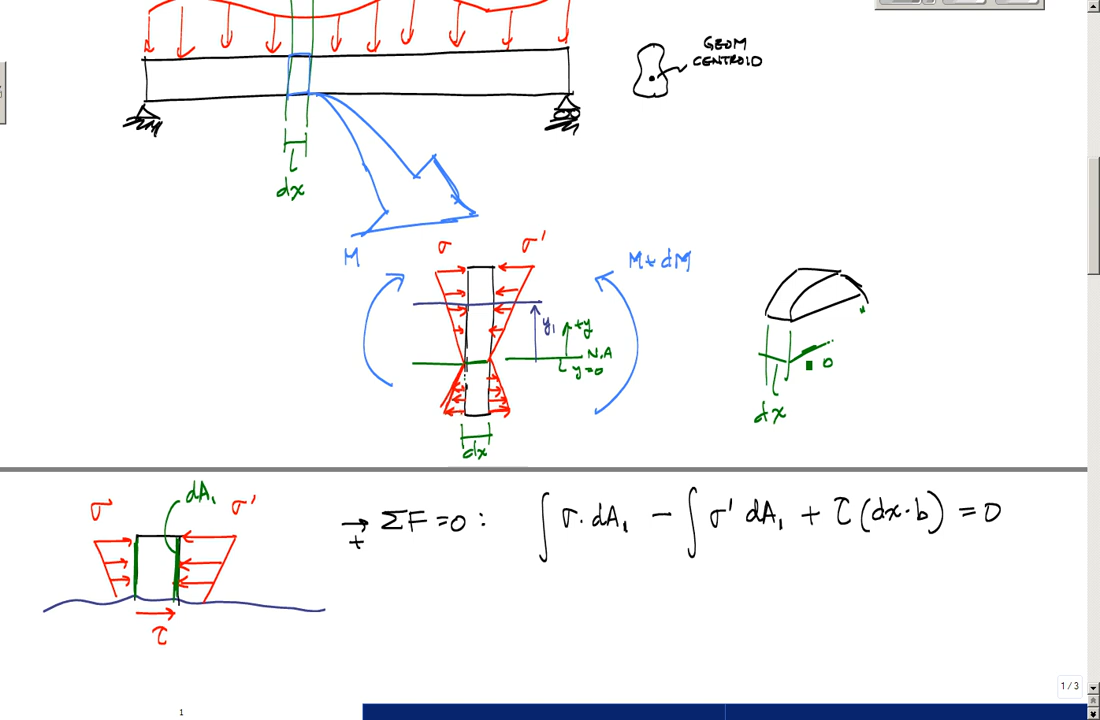 GEOM
CENTROID
dx
M
σ
σ'
M+dM
y₁
+y
N.A
y=0
0
dx
dx
σ
dA₁
σ'
τ
→+ ΣF=0: ∫σ·dA₁ − ∫σ' dA₁ + τ(dx·b) = 0
1/3
1